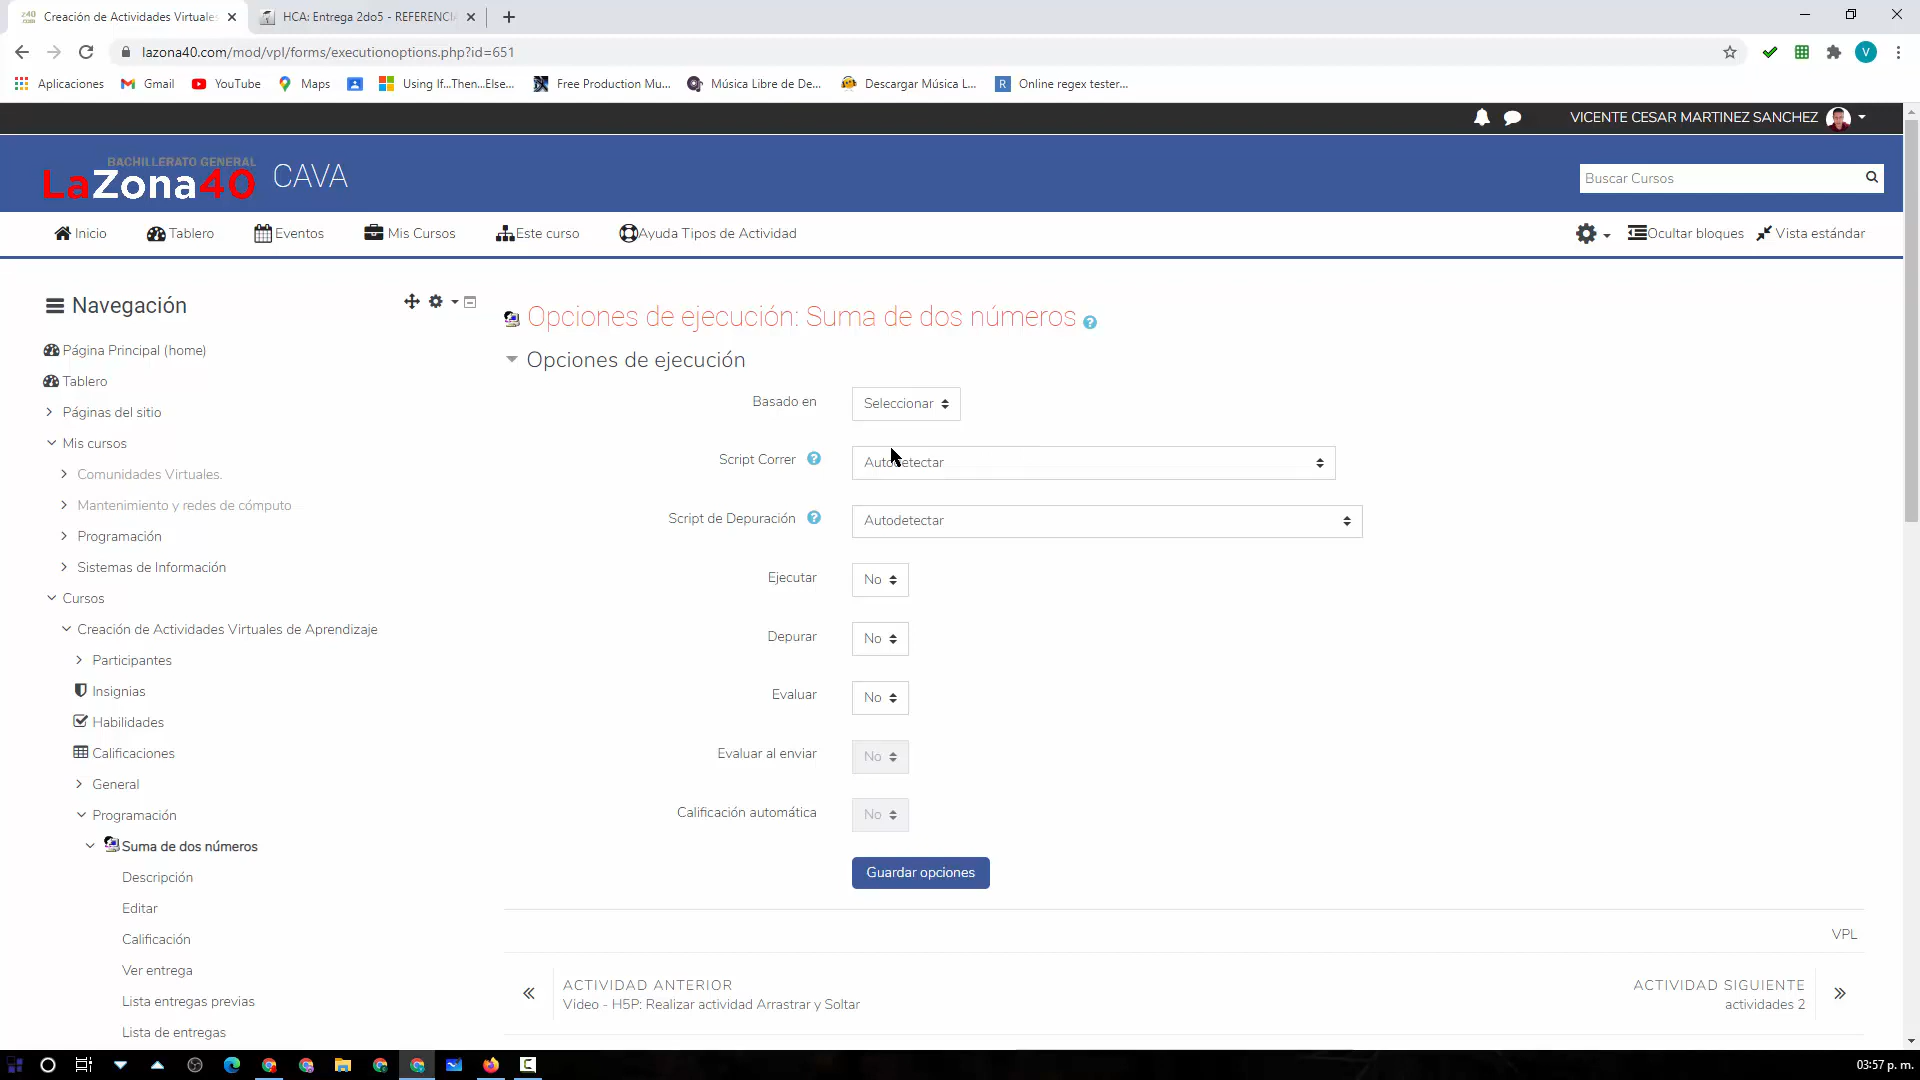 Creación de Actividades Virtuales
HCA: Entrega 2do5 - REFERENCI
lazona40.com/mod/vpl/forms/executionoptions.php?id=651
V
Aplicaciones
Gmail
YouTube
Maps
Using If...Then...Else...
Free Production Mu...
Música Libre de De...
Descargar Música L...
R
Online regex tester...
VICENTE CESAR MARTINEZ SANCHEZ
BACHILLERATO GENERAL
LaZona40
CAVA
Buscar Cursos
Inicio
Tablero
Eventos
Mis Cursos
Este curso
Ayuda Tipos de Actividad
Ocultar bloques
Vista estándar
Navegación
Página Principal (home)
Tablero
Páginas del sitio
Mis cursos
Comunidades Virtuales.
Mantenimiento y redes de cómputo
Programación
Sistemas de Información
Cursos
Creación de Actividades Virtuales de Aprendizaje
Participantes
Insignias
Habilidades
Calificaciones
General
Programación
Suma de dos números
Descripción
Editar
Calificación
Ver entrega
Lista entregas previas
Lista de entregas
Opciones de ejecución: Suma de dos números
Opciones de ejecución
Basado en
Seleccionar
Script Correr
Autodetectar
Script de Depuración
Autodetectar
Ejecutar
No
Depurar
No
Evaluar
No
Evaluar al enviar
No
Calificación automática
No
Guardar opciones
VPL
ACTIVIDAD ANTERIOR
Video - H5P: Realizar actividad Arrastrar y Soltar
ACTIVIDAD SIGUIENTE
actividades 2
03:57 p. m.